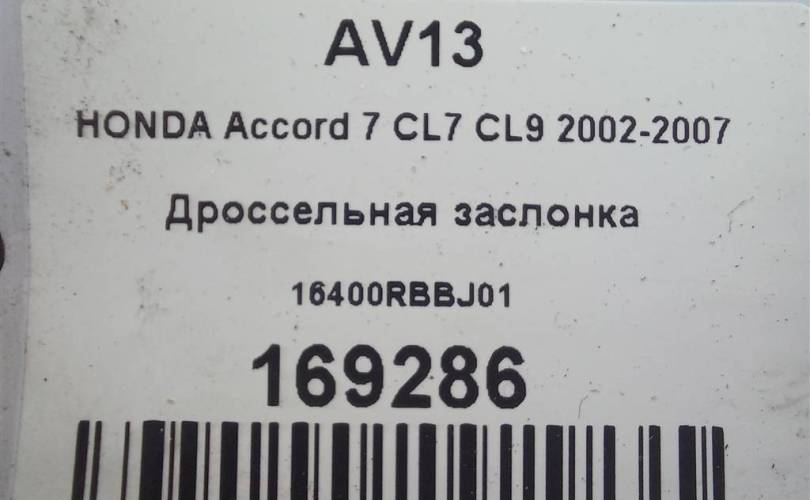 AV13
HONDA Accord 7 CL7 CL9 2002-2007
Дроссельная заслонка
16400RBBJ01
169286